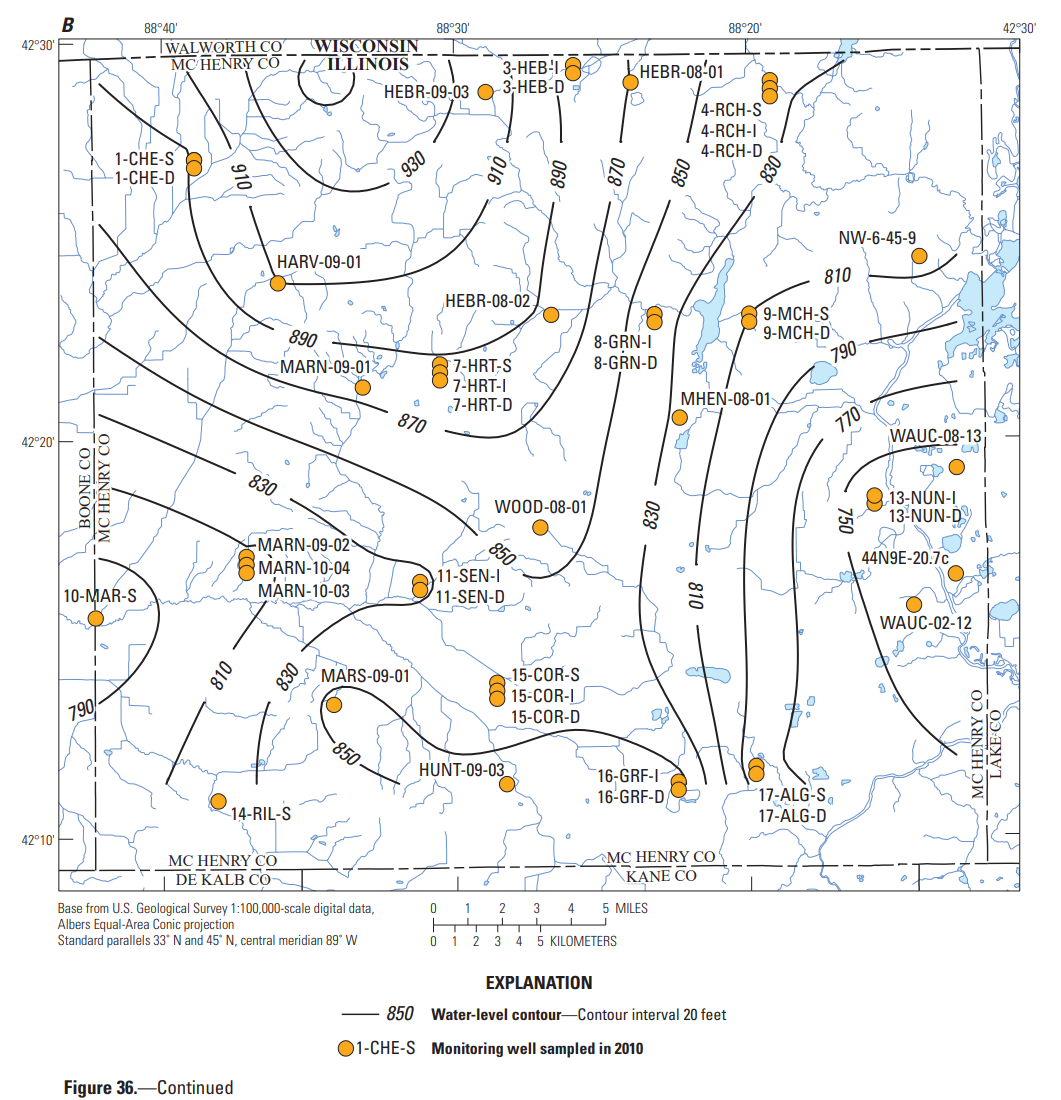 B
88°40'
88°30'
88°20'
42°30'
42°30'
WALWORTH CO
WISCONSIN
MC HENRY CO
ILLINOIS
3-HEB-I
3-HEB-D
HEBR-08-01
HEBR-09-03
4-RCH-S
4-RCH-I
4-RCH-D
1-CHE-S
1-CHE-D
910
930
910
890
870
850
830
NW-6-45-9
HARV-09-01
810
HEBR-08-02
9-MCH-S
9-MCH-D
890
8-GRN-I
8-GRN-D
790
MARN-09-01
7-HRT-S
7-HRT-I
7-HRT-D
MHEN-08-01
870
770
42°20'
WAUC-08-13
BOONE CO
MC HENRY CO
830
13-NUN-I
13-NUN-D
WOOD-08-01
830
750
850
MARN-09-02
MARN-10-04
MARN-10-03
44N9E-20.7c
11-SEN-I
11-SEN-D
10-MAR-S
810
WAUC-02-12
810
830
MARS-09-01
15-COR-S
15-COR-I
15-COR-D
790
MC HENRY CO
LAKE CO
850
HUNT-09-03
16-GRF-I
16-GRF-D
17-ALG-S
17-ALG-D
14-RIL-S
42°10'
MC HENRY CO
DE KALB CO
MC HENRY CO
KANE CO
Base from U.S. Geological Survey 1:100,000-scale digital data,
Albers Equal-Area Conic projection
Standard parallels 33° N and 45° N, central meridian 89° W
0 1 2 3 4 5 MILES
0 1 2 3 4 5 KILOMETERS
EXPLANATION
850 Water-level contour—Contour interval 20 feet
1-CHE-S Monitoring well sampled in 2010
Figure 36.—Continued